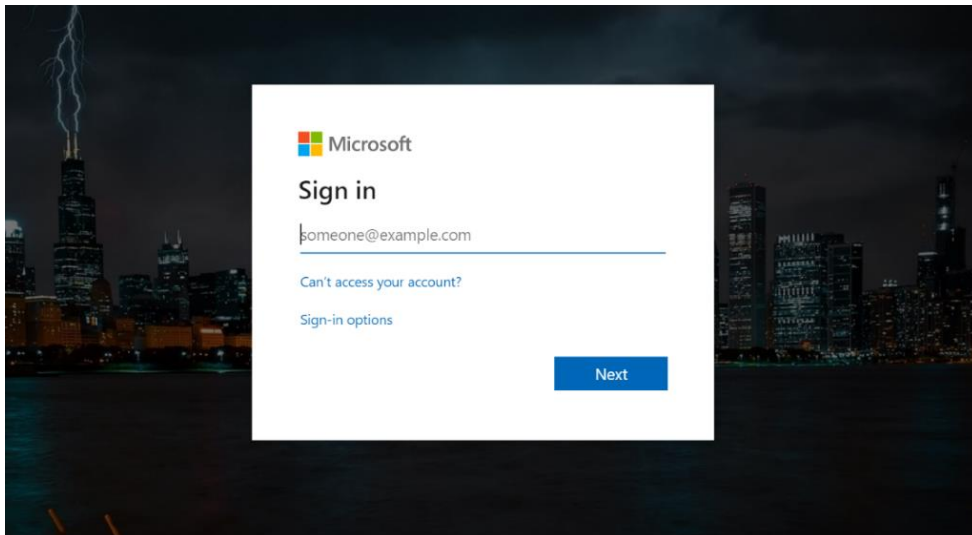 Microsoft
Sign in
someone@example.com
Can't access your account?
Sign-in options
Next